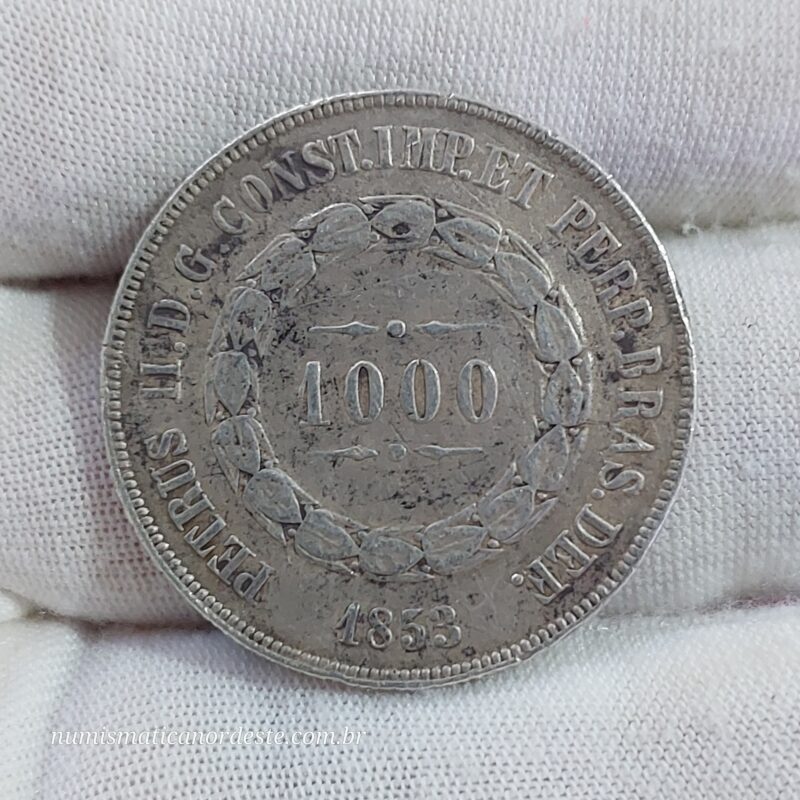 PETRUS II.D.G.CONST.IMP.ET PERP.BRAS.DEF.
1000
1853
numismaticanordeste.com.br